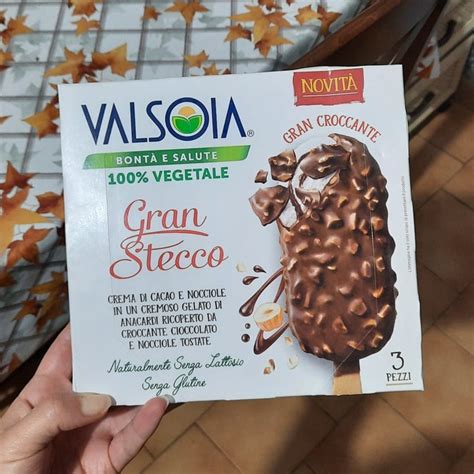 NOVITÀ
VALSOIA®
BONTÀ E SALUTE
100% VEGETALE
GRAN CROCCANTE
Gran
Stecco
CREMA DI CACAO E NOCCIOLE
IN UN CREMOSO GELATO DI
ANACARDI RICOPERTO DA
CROCCANTE CIOCCOLATO
E NOCCIOLE TOSTATE
Naturalmente Senza Lattosio
Senza Glutine
3
PEZZI